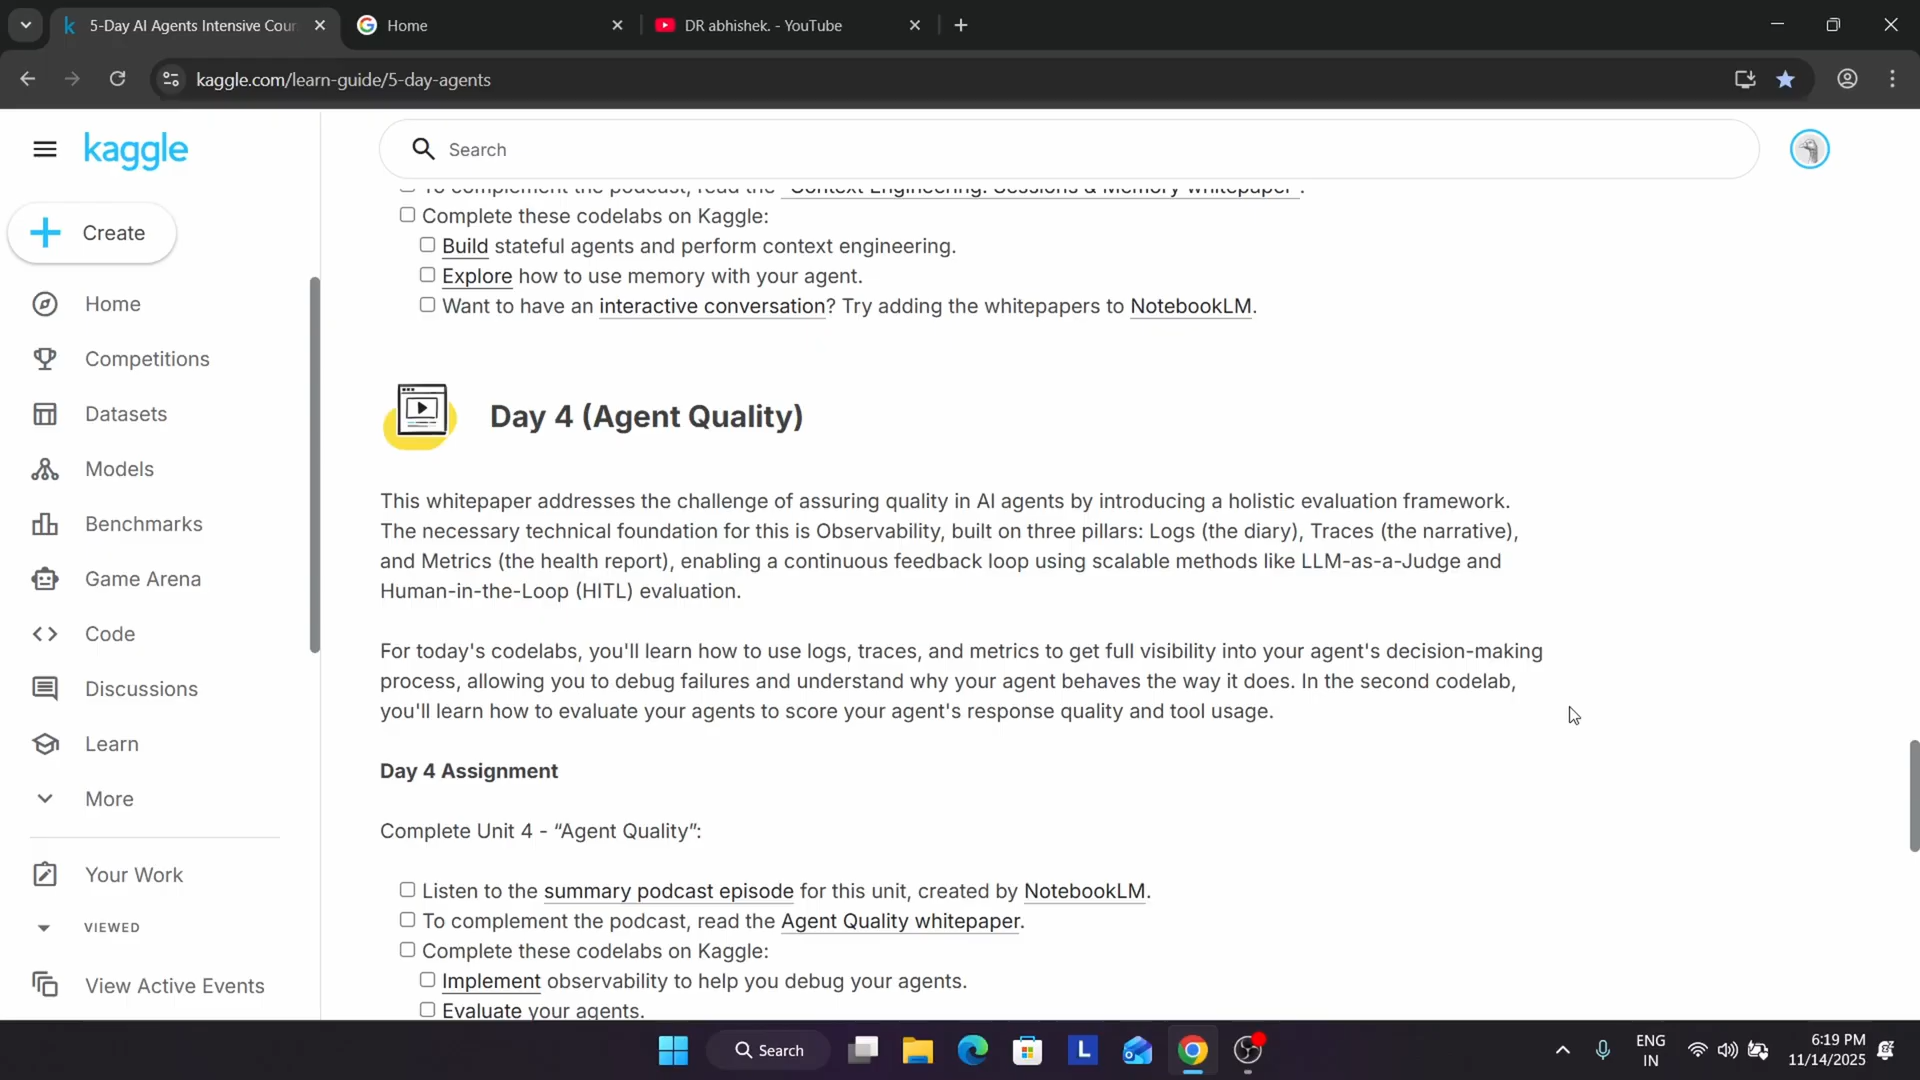 5-Day AI Agents Intensive Cour
Home
DR abhishek. - YouTube
kaggle.com/learn-guide/5-day-agents
kaggle
Search
Create
Home
Competitions
Datasets
Models
Benchmarks
Game Arena
Code
Discussions
Learn
More
Your Work
VIEWED
View Active Events
To complement the podcast, read the "Context Engineering: Sessions & Memory whitepaper".
Complete these codelabs on Kaggle:
Build stateful agents and perform context engineering.
Explore how to use memory with your agent.
Want to have an interactive conversation? Try adding the whitepapers to NotebookLM.
Day 4 (Agent Quality)
This whitepaper addresses the challenge of assuring quality in AI agents by introducing a holistic evaluation framework.
The necessary technical foundation for this is Observability, built on three pillars: Logs (the diary), Traces (the narrative),
and Metrics (the health report), enabling a continuous feedback loop using scalable methods like LLM-as-a-Judge and
Human-in-the-Loop (HITL) evaluation.
For today's codelabs, you'll learn how to use logs, traces, and metrics to get full visibility into your agent's decision-making
process, allowing you to debug failures and understand why your agent behaves the way it does. In the second codelab,
you'll learn how to evaluate your agents to score your agent's response quality and tool usage.
Day 4 Assignment
Complete Unit 4 - “Agent Quality”:
Listen to the summary podcast episode for this unit, created by NotebookLM.
To complement the podcast, read the Agent Quality whitepaper.
Complete these codelabs on Kaggle:
Implement observability to help you debug your agents.
Evaluate your agents.
Search
L
ENG
IN
6:19 PM
11/14/2025